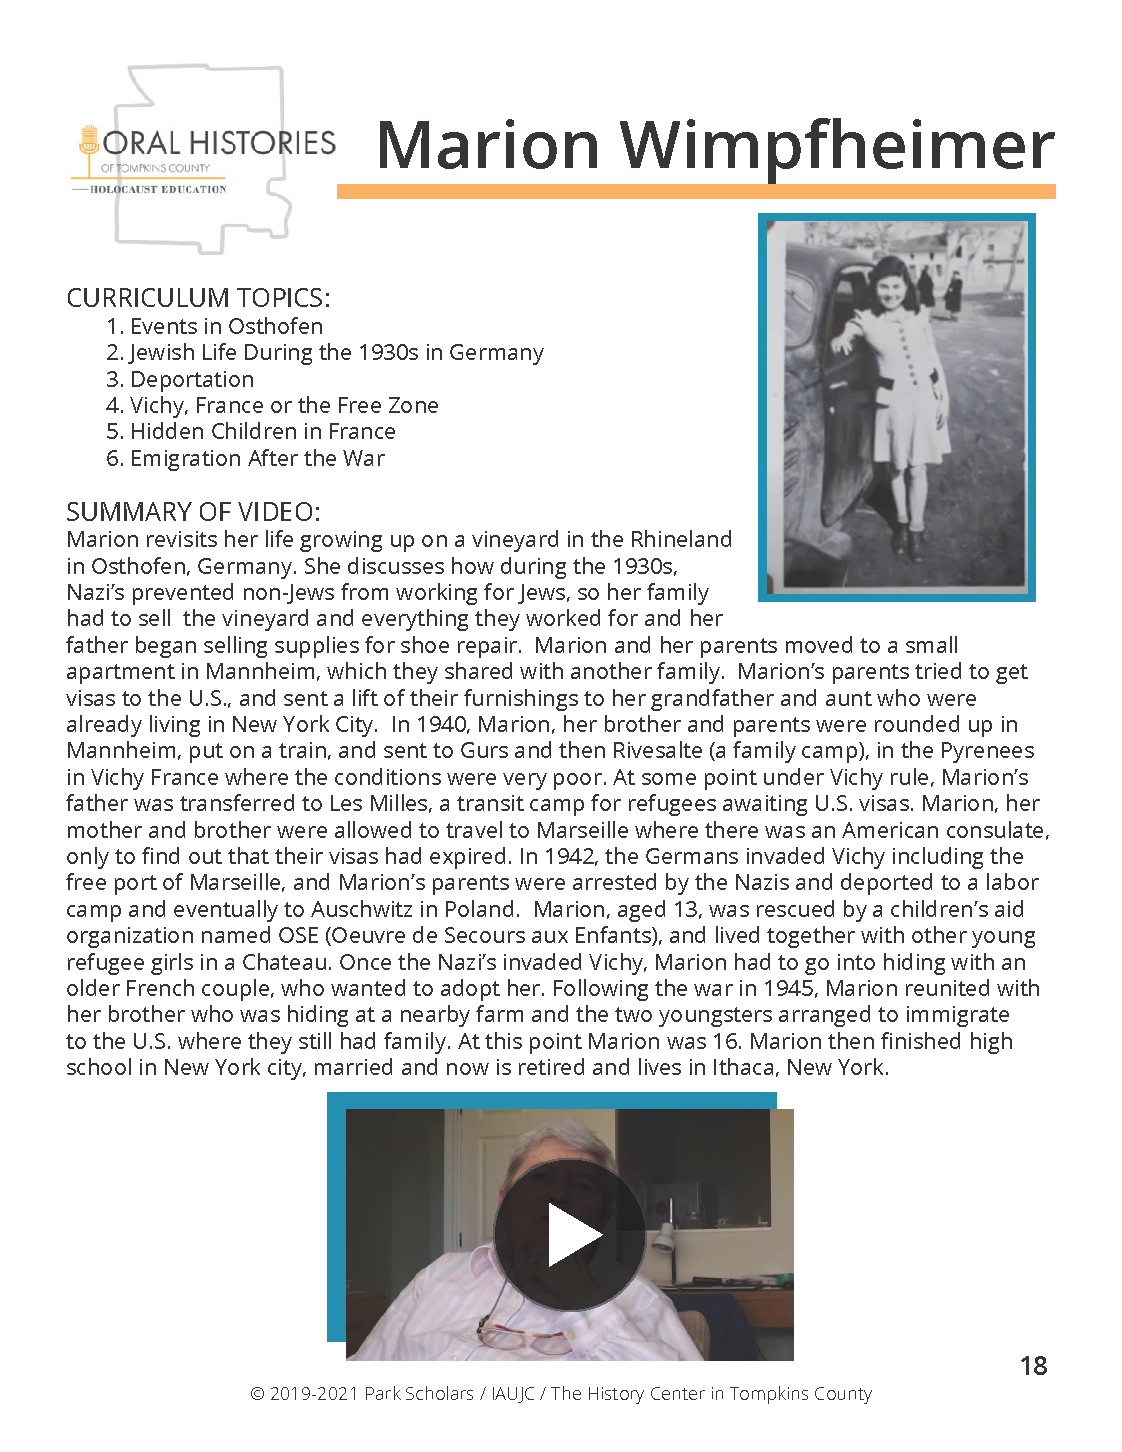 ORAL HISTORIES
OF TOMPKINS COUNTY
HOLOCAUST EDUCATION
Marion Wimpfheimer
CURRICULUM TOPICS:
1. Events in Osthofen
2. Jewish Life During the 1930s in Germany
3. Deportation
4. Vichy, France or the Free Zone
5. Hidden Children in France
6. Emigration After the War
SUMMARY OF VIDEO:
Marion revisits her life growing up on a vineyard in the Rhineland
in Osthofen, Germany. She discusses how during the 1930s,
Nazi’s prevented non-Jews from working for Jews, so her family
had to sell  the vineyard and everything they worked for and her
father began selling supplies for shoe repair.  Marion and her parents moved to a small
apartment in Mannheim, which they shared with another family.  Marion’s parents tried to get
visas to the U.S., and sent a lift of their furnishings to her grandfather and aunt who were
already living in New York City.  In 1940, Marion, her brother and parents were rounded up in
Mannheim, put on a train, and sent to Gurs and then Rivesalte (a family camp), in the Pyrenees
in Vichy France where the conditions were very poor. At some point under Vichy rule, Marion’s
father was transferred to Les Milles, a transit camp for refugees awaiting U.S. visas. Marion, her
mother and brother were allowed to travel to Marseille where there was an American consulate,
only to find out that their visas had expired. In 1942, the Germans invaded Vichy including the
free port of Marseille, and Marion’s parents were arrested by the Nazis and deported to a labor
camp and eventually to Auschwitz in Poland.  Marion, aged 13, was rescued by a children’s aid
organization named OSE (Oeuvre de Secours aux Enfants), and lived together with other young
refugee girls in a Chateau. Once the Nazi’s invaded Vichy, Marion had to go into hiding with an
older French couple, who wanted to adopt her. Following the war in 1945, Marion reunited with
her brother who was hiding at a nearby farm and the two youngsters arranged to immigrate
to the U.S. where they still had family. At this point Marion was 16. Marion then finished high
school in New York city, married and now is retired and lives in Ithaca, New York.
18
© 2019-2021 Park Scholars / IAUJC / The History Center in Tompkins County